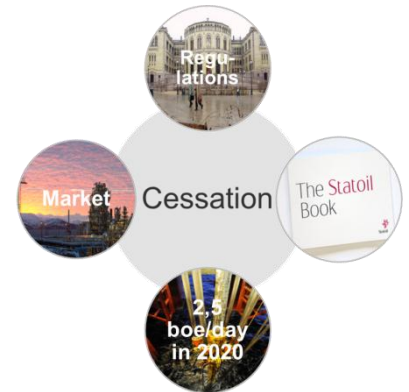 Regu-
lations
Market
Cessation
The Statoil
Book
2,5
boe/day
in 2020